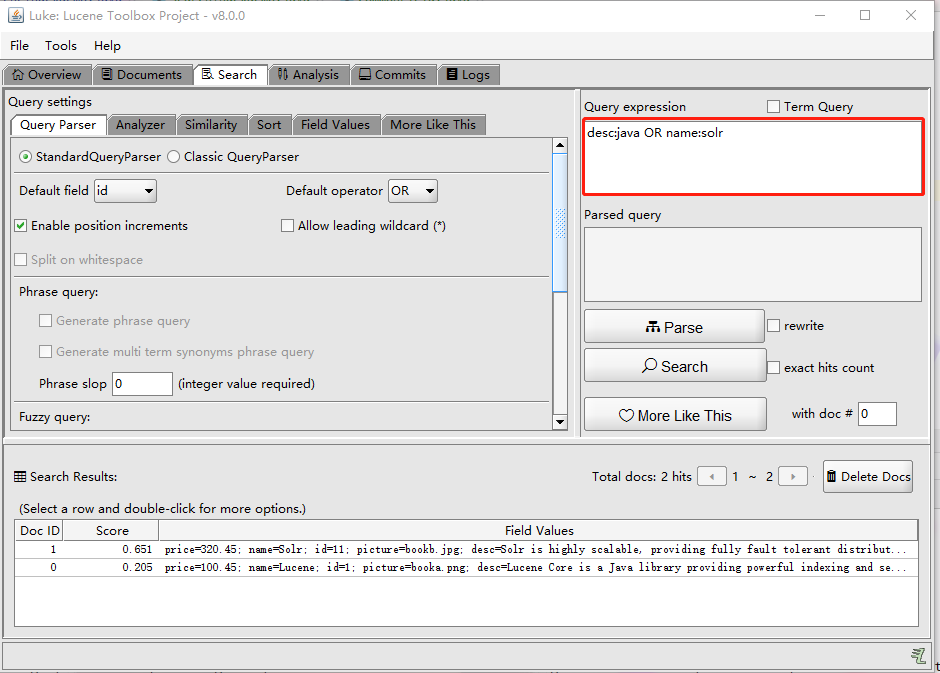 Luke: Lucene Toolbox Project - v8.0.0
File Tools Help
Overview Documents Search Analysis Commits Logs
Query settings
Query Parser Analyzer Similarity Sort Field Values More Like This
StandardQueryParser Classic QueryParser
Default field id Default operator OR
Enable position increments Allow leading wildcard (*)
Split on whitespace
Phrase query:
Generate phrase query
Generate multi term synonyms phrase query
Phrase slop 0 (integer value required)
Fuzzy query:
Query expression Term Query
desc:java OR name:solr
Parsed query
Parse rewrite
Search exact hits count
More Like This with doc # 0
Search Results: Total docs: 2 hits 1 ~ 2 Delete Docs
(Select a row and double-click for more options.)
Doc ID Score Field Values
1 0.651 price=320.45; name=Solr; id=11; picture=bookb.jpg; desc=Solr is highly scalable, providing fully fault tolerant distribut...
0 0.205 price=100.45; name=Lucene; id=1; picture=booka.png; desc=Lucene Core is a Java library providing powerful indexing and se...